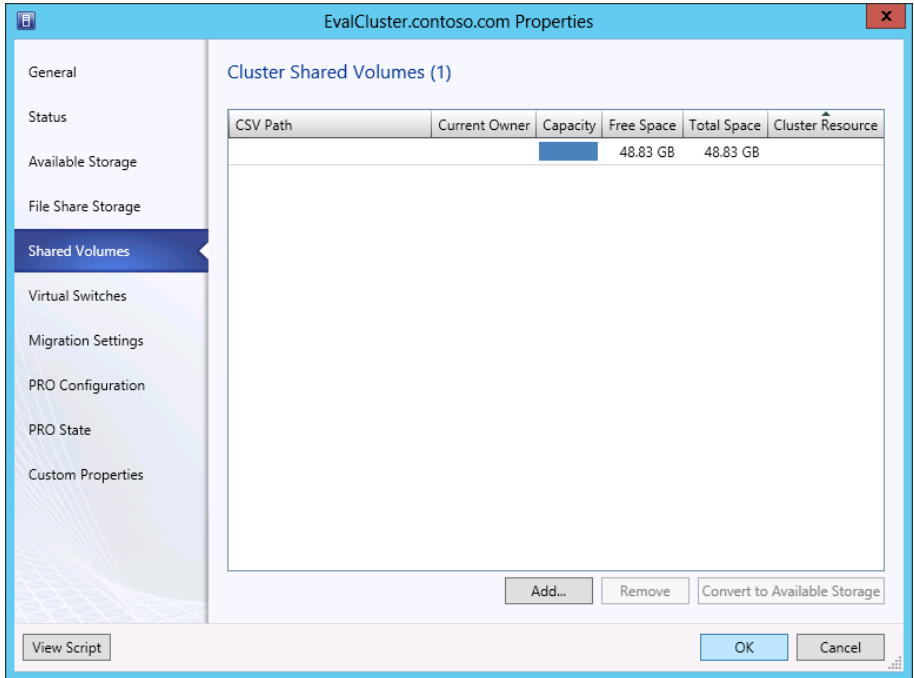 EvalCluster.contoso.com Properties
x
General
Status
Available Storage
File Share Storage
Shared Volumes
Virtual Switches
Migration Settings
PRO Configuration
PRO State
Custom Properties
Cluster Shared Volumes (1)
CSV Path Current Owner Capacity Free Space Total Space Cluster Resource
48.83 GB 48.83 GB
Add... Remove Convert to Available Storage
View Script OK Cancel